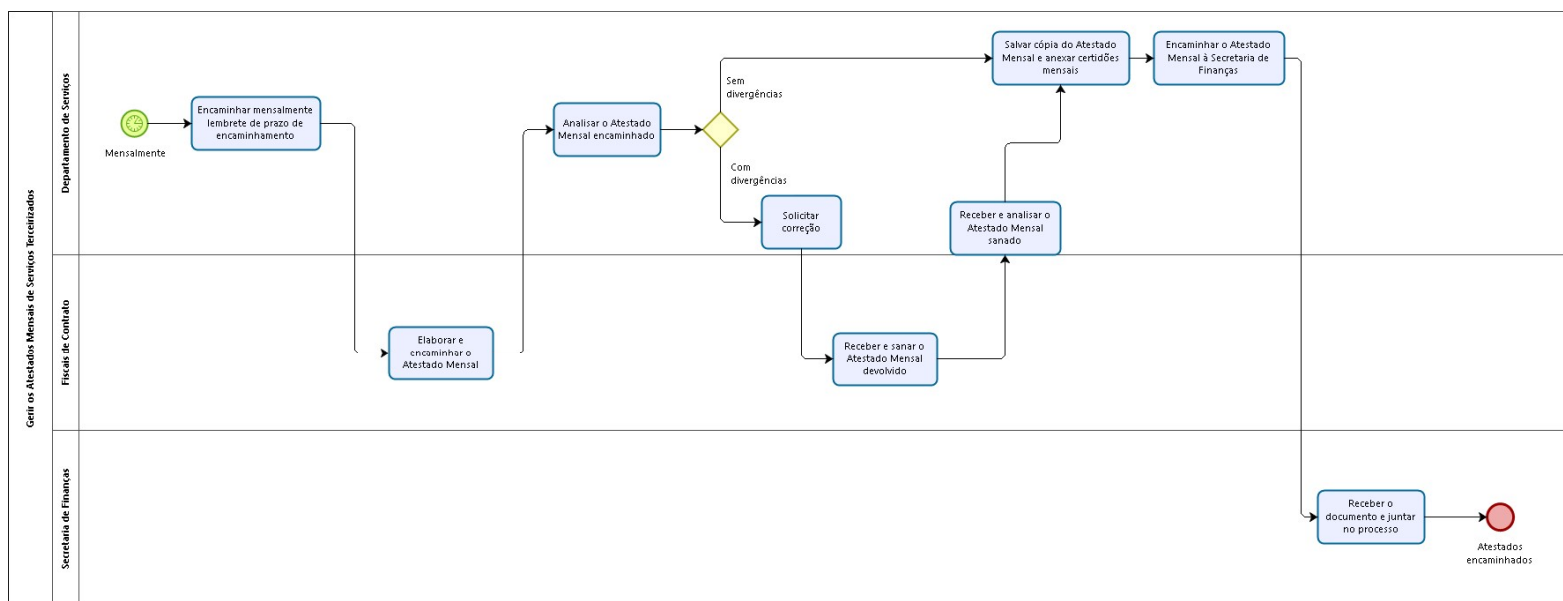 Gerir os Atestados Mensais de Serviços Terceirizados
Departamento de Serviços
Mensalmente
Encaminhar mensalmente
lembrete de prazo de
encaminhamento
Analisar o Atestado
Mensal encaminhado
Sem
divergências
Com
divergências
Solicitar
correção
Receber e analisar o
Atestado Mensal
sanado
Salvar cópia do Atestado
Mensal e anexar certidões
mensais
Encaminhar o Atestado
Mensal à Secretaria de
Finanças
Fiscais de Contrato
Elaborar e
encaminhar o
Atestado Mensal
Receber e sanar o
Atestado Mensal
devolvido
Secretaria de Finanças
Receber o
documento e juntar
no processo
Atestados
encaminhados